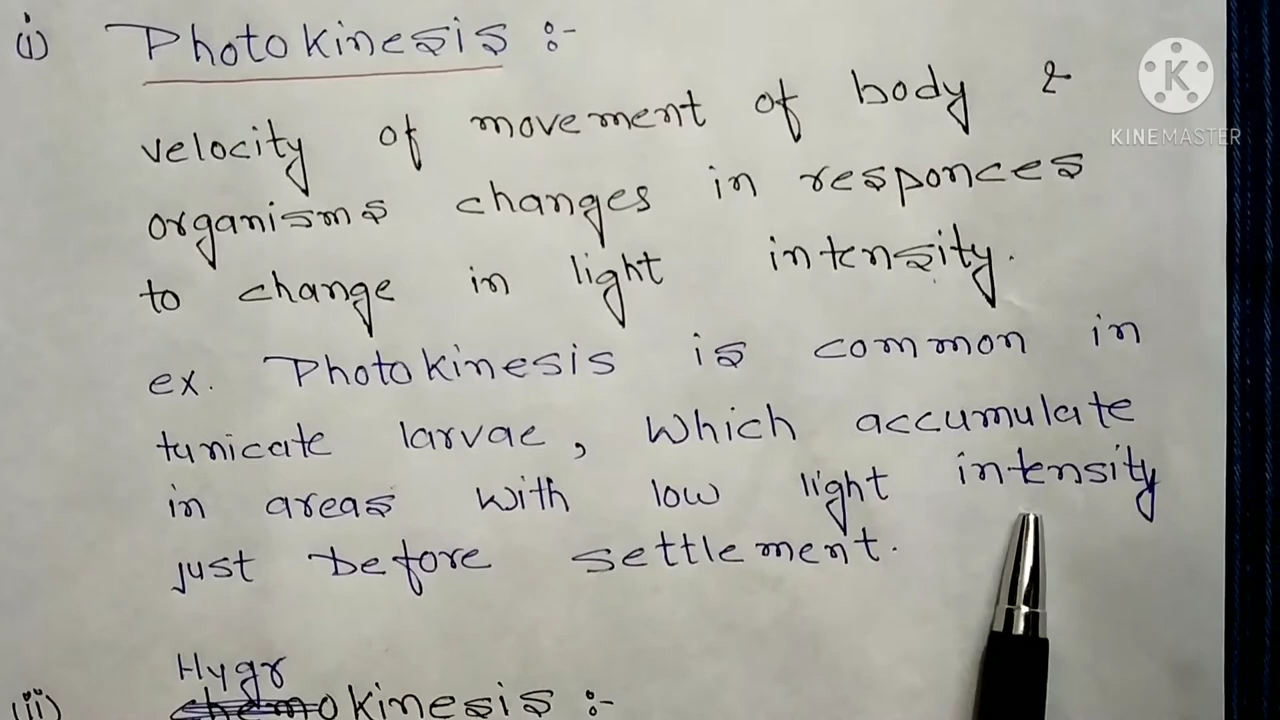 i) Photokinesis :-
velocity of movement of body &
organisms changes in responces
to change in light intensity.
ex. Photokinesis is common in
tunicate larvae, which accumulate
in areas with low light intensity
just before settlement.
Hygr
(ii) okinesis :-
K
KINEMASTER